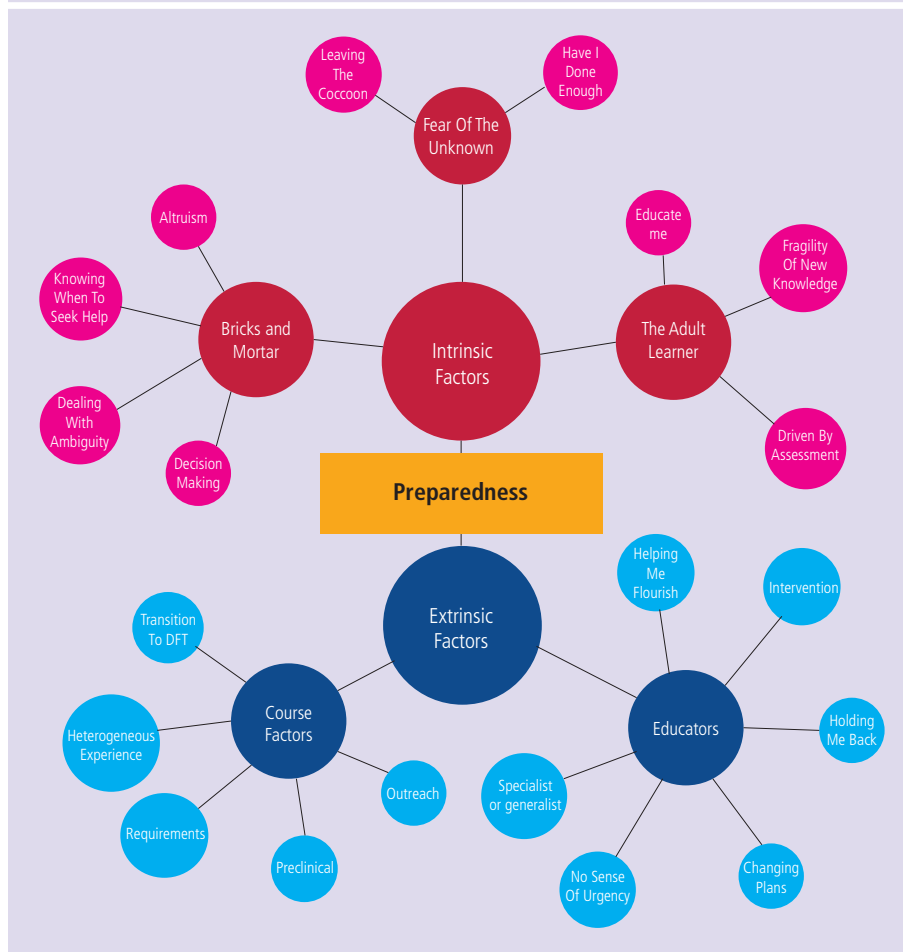 Leaving
The
Coccoon
Have I
Done
Enough
Fear Of The
Unknown
Altruism
Knowing
When To
Seek Help
Dealing
With
Ambiguity
Decision
Making
Bricks and
Mortar
Intrinsic
Factors
Educate
me
Fragility
Of New
Knowledge
The Adult
Learner
Driven By
Assessment
Preparedness
Extrinsic
Factors
Transition
To DFT
Heterogeneous
Experience
Requirements
Preclinical
Outreach
Course
Factors
Helping
Me
Flourish
Intervention
Educators
Holding
Me Back
Specialist
or generalist
No Sense
Of Urgency
Changing
Plans